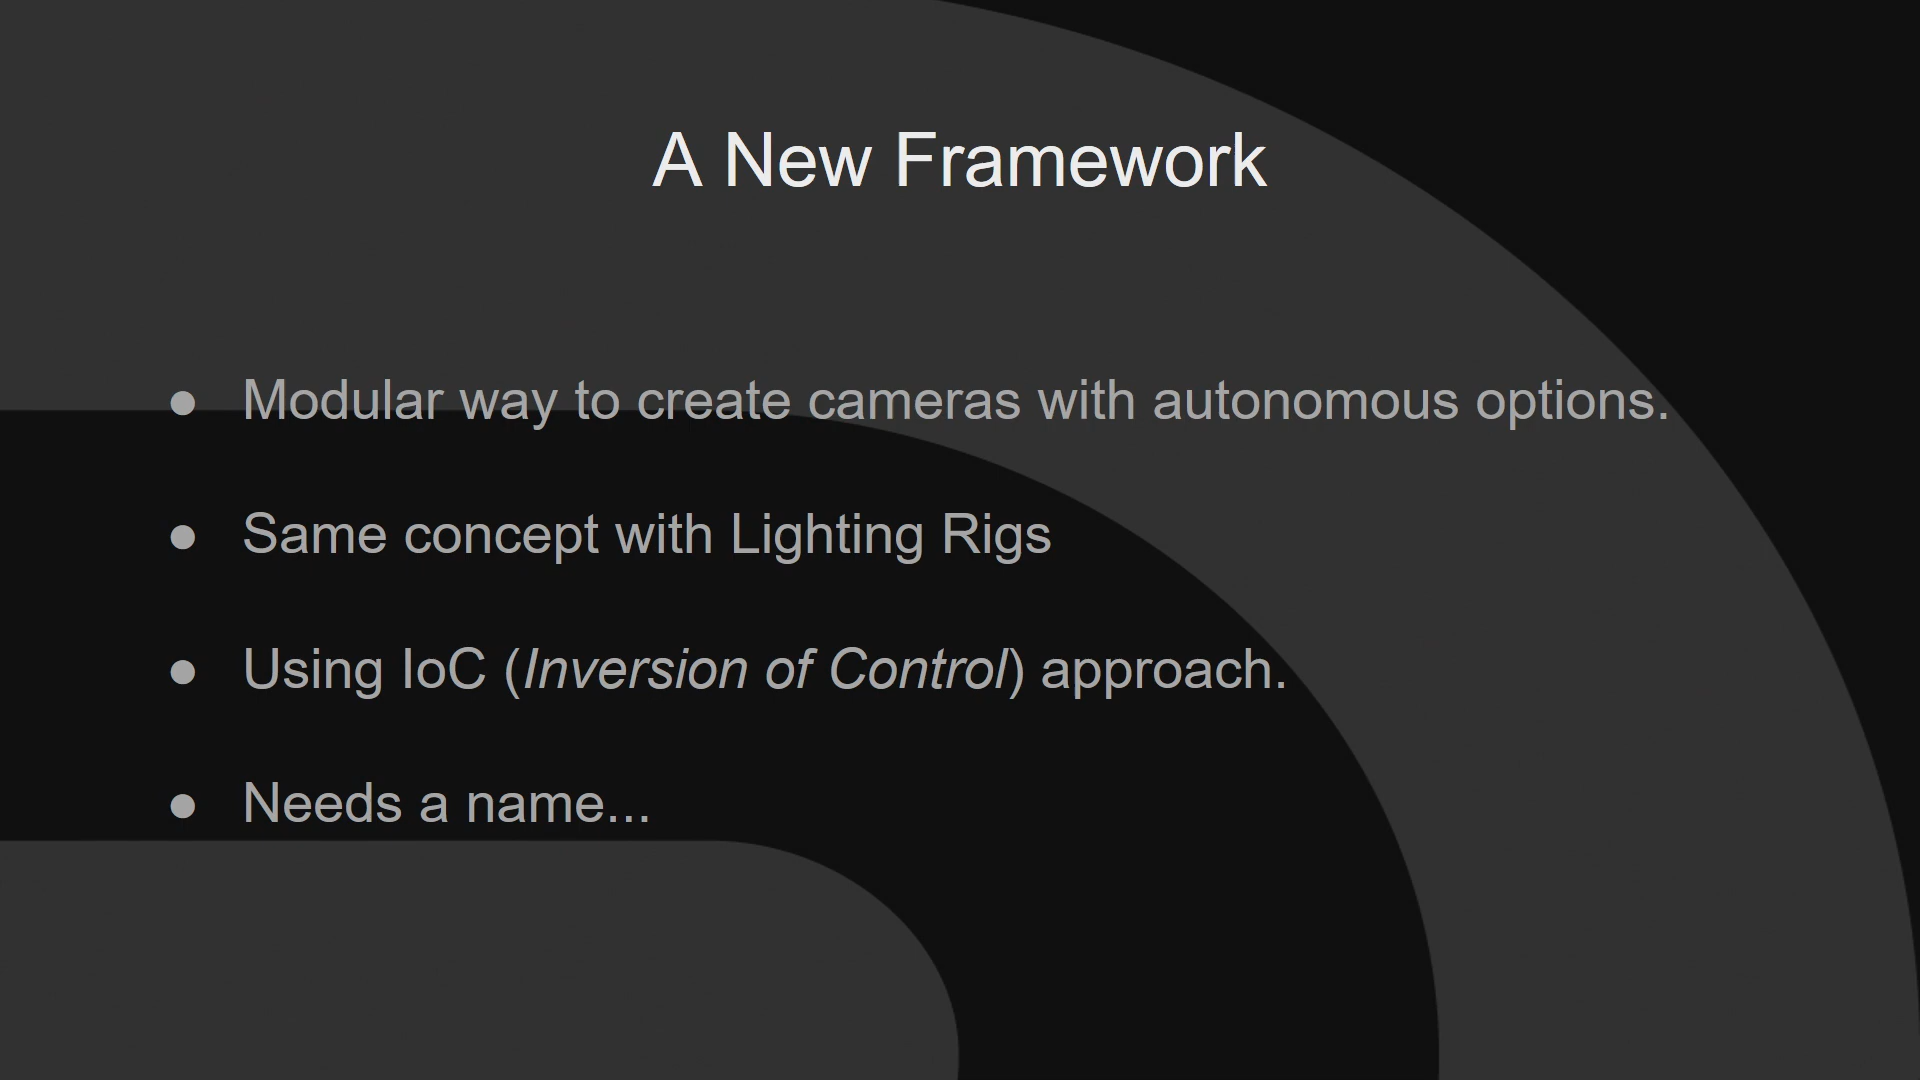 A New Framework
● Modular way to create cameras with autonomous options.
● Same concept with Lighting Rigs
● Using IoC (Inversion of Control) approach.
● Needs a name...